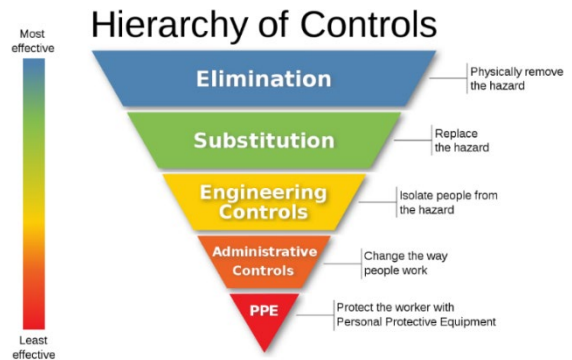 Hierarchy of Controls
Most
effective
Elimination
Physically remove
the hazard
Substitution
Replace
the hazard
Engineering
Controls
Isolate people from
the hazard
Administrative
Controls
Change the way
people work
PPE
Protect the worker with
Personal Protective Equipment
Least
effective